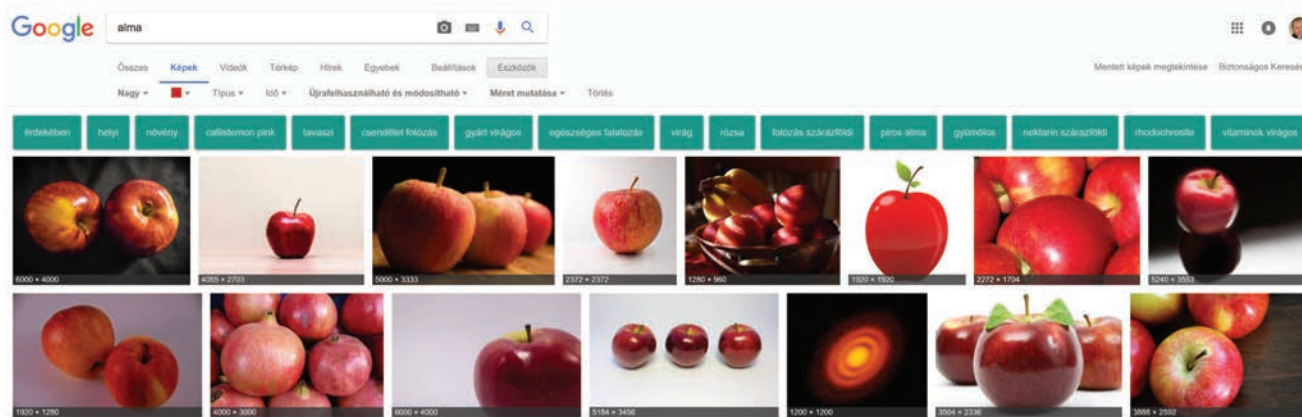 Google alma
Összes Képek Videók Térkép Hírek Egyebek Beállítások Eszközök
Mentett képek megtekintése Biztonságos Keresés
Nagy Típus Idő Újrafelhasználható és módosítható Méret mutatása Törlés
érdekében helyi növény callistemon pink tavaszi csendélet fotózás gyárt virágos egészséges falatozás virág rózsa fotózás szárazföldi piros alma gyümölcs nektarin szárazföldi rhodochrosite vitaminok virágos
6000 × 4000 4055 × 2703 5000 × 3333 2372 × 2372 1280 × 960 1920 × 1920 2272 × 1704 5240 × 3553
1920 × 1280 4000 × 3000 6000 × 4000 5184 × 3456 1200 × 1200 3504 × 2336 3888 × 2592